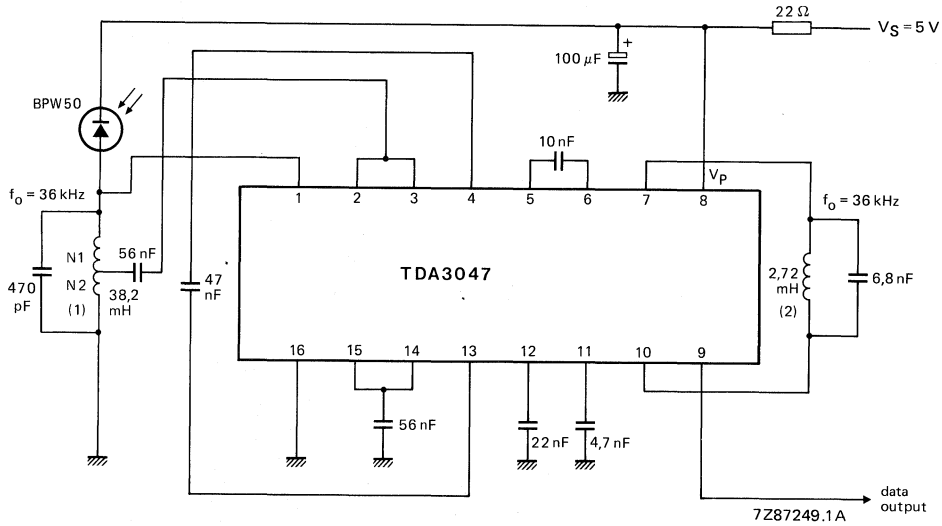 22 Ω
V_S = 5 V
+
100 µF
BPW50
10 nF
V_P
1 2 3 4 5 6 7 8
f_o = 36 kHz
f_o = 36 kHz
N1
56 nF
N2
470 pF
(1)
38,2 mH
47 nF
TDA3047
2,72 mH
(2)
6,8 nF
16 15 14 13 12 11 10 9
56 nF
22 nF
4,7 nF
data output
7Z87249.1A